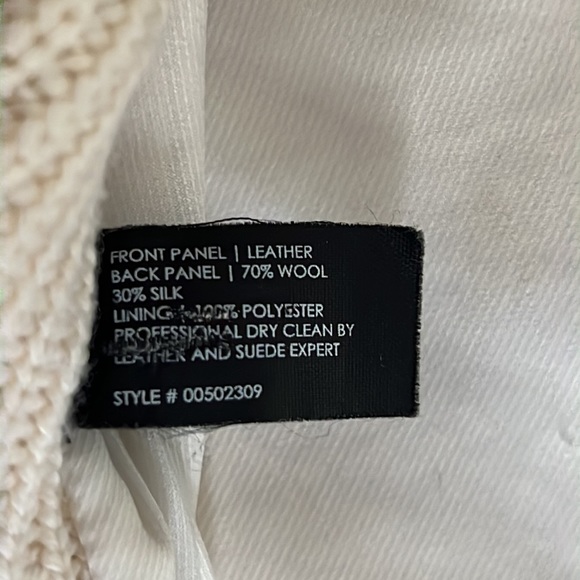 FRONT PANEL | LEATHER
BACK PANEL | 70% WOOL
30% SILK
LINING | 100% POLYESTER
PROFESSIONAL DRY CLEAN BY
LEATHER AND SUEDE EXPERT
STYLE # 00502309